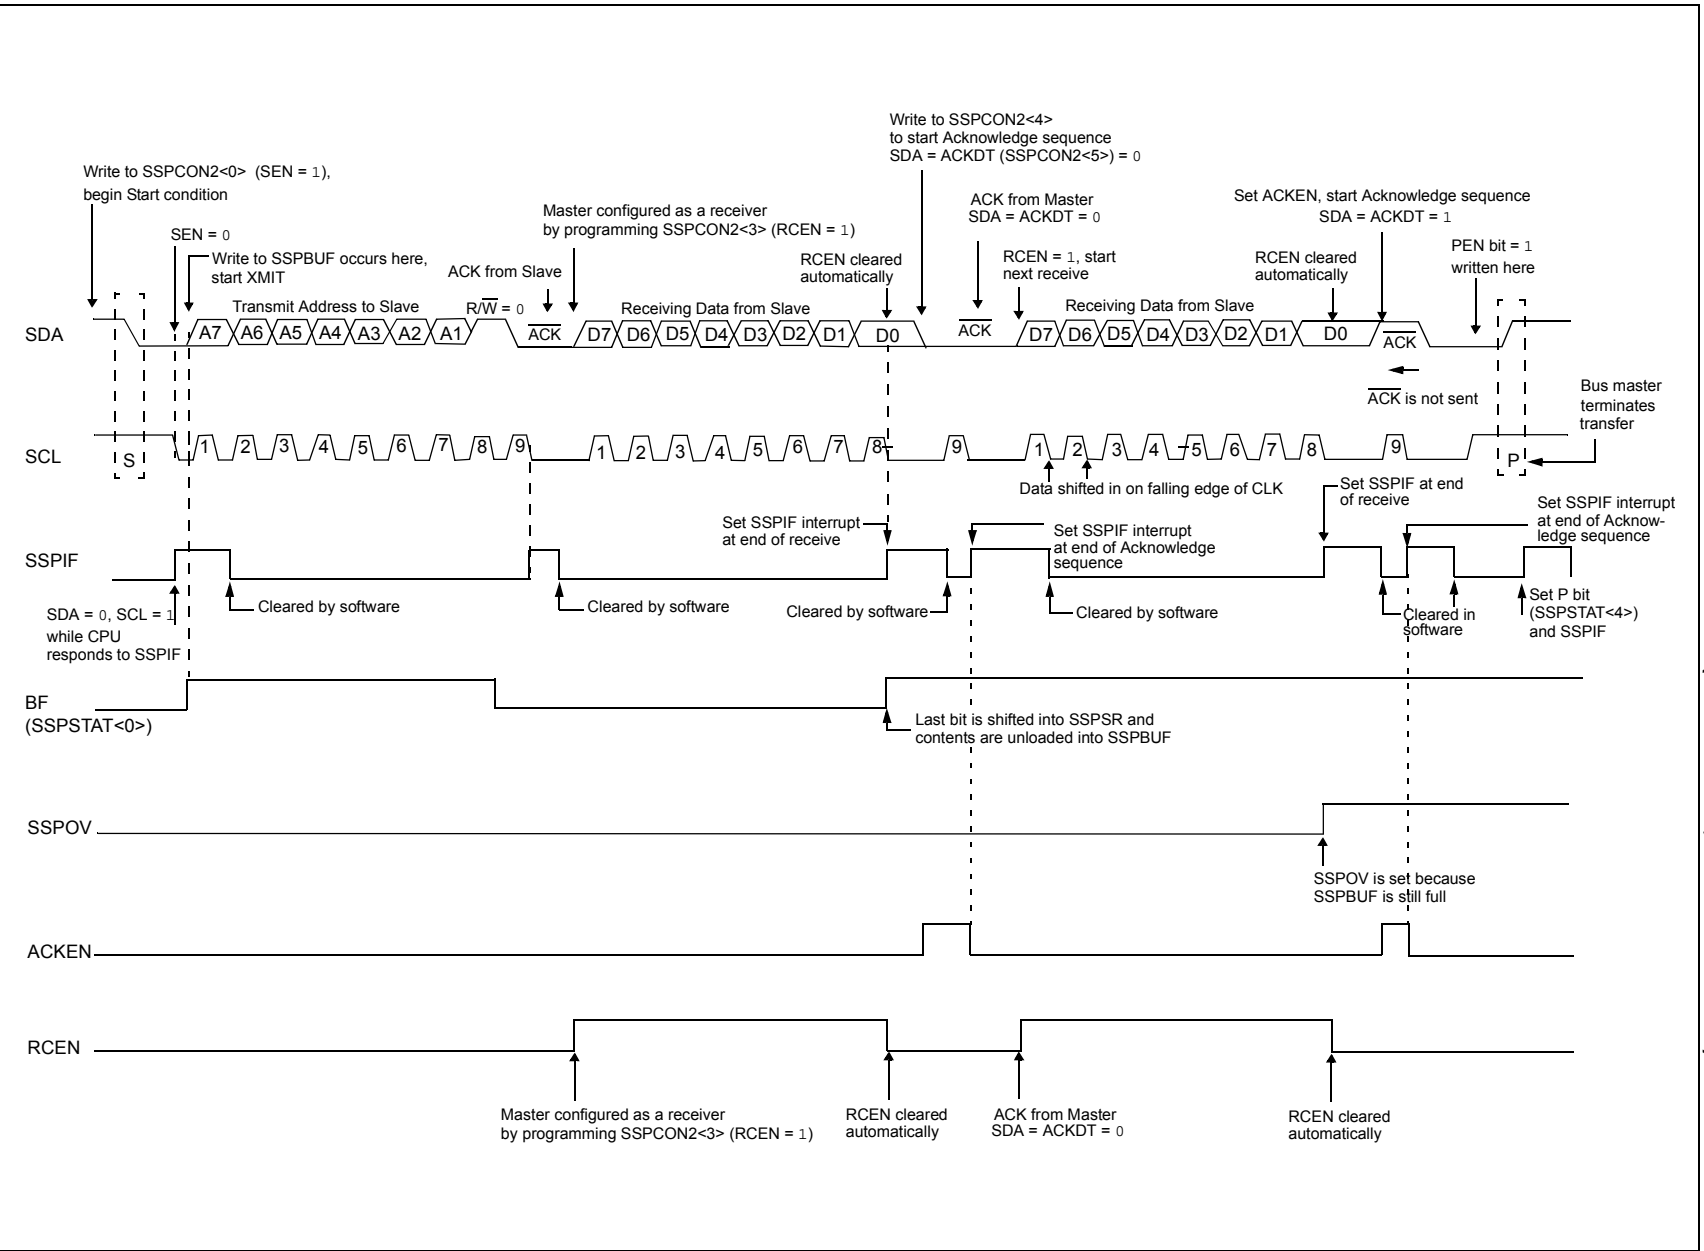 Write to SSPCON2<4>
to start Acknowledge sequence
SDA = ACKDT (SSPCON2<5>) = 0
Write to SSPCON2<0> (SEN = 1),
begin Start condition
ACK from Master
SDA = ACKDT = 0
Set ACKEN, start Acknowledge sequence
SDA = ACKDT = 1
Master configured as a receiver
by programming SSPCON2<3> (RCEN = 1)
SEN = 0
PEN bit = 1
written here
Write to SSPBUF occurs here,
start XMIT
ACK from Slave
RCEN cleared
automatically
RCEN = 1, start
next receive
RCEN cleared
automatically
Transmit Address to Slave
R/W = 0
Receiving Data from Slave
Receiving Data from Slave
SDA A7 A6 A5 A4 A3 A2 A1 ACK D7 D6 D5 D4 D3 D2 D1 D0 ACK D7 D6 D5 D4 D3 D2 D1 D0 ACK
ACK is not sent
Bus master
terminates
transfer
SCL S 1 2 3 4 5 6 7 8 9 1 2 3 4 5 6 7 8 9 1 2 3 4 5 6 7 8 9 P
Data shifted in on falling edge of CLK
Set SSPIF at end
of receive
Set SSPIF interrupt
at end of receive
Set SSPIF interrupt
at end of Acknowledge
sequence
Set SSPIF interrupt
at end of Acknow-
ledge sequence
SSPIF
SDA = 0, SCL = 1
while CPU
responds to SSPIF
Cleared by software
Cleared by software
Cleared by software
Cleared by software
Cleared in
software
Set P bit
(SSPSTAT<4>)
and SSPIF
BF
(SSPSTAT<0>)
Last bit is shifted into SSPSR and
contents are unloaded into SSPBUF
SSPOV
SSPOV is set because
SSPBUF is still full
ACKEN
RCEN
Master configured as a receiver
by programming SSPCON2<3> (RCEN = 1)
RCEN cleared
automatically
ACK from Master
SDA = ACKDT = 0
RCEN cleared
automatically